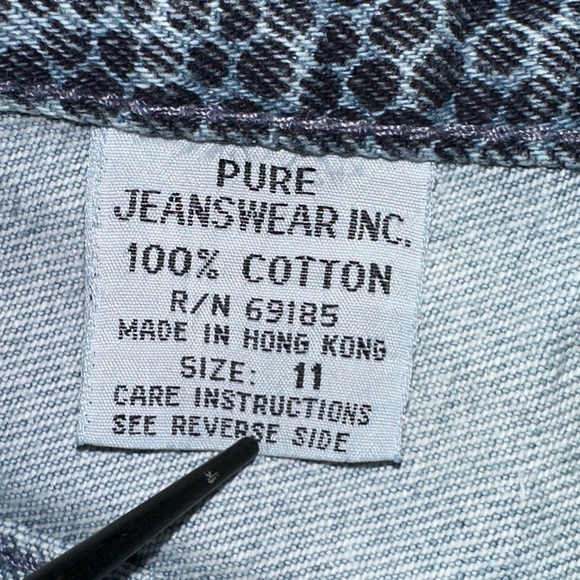 PURE
JEANSWEAR INC.
100% COTTON
R/N 69185
MADE IN HONG KONG
SIZE: 11
CARE INSTRUCTIONS
SEE REVERSE SIDE